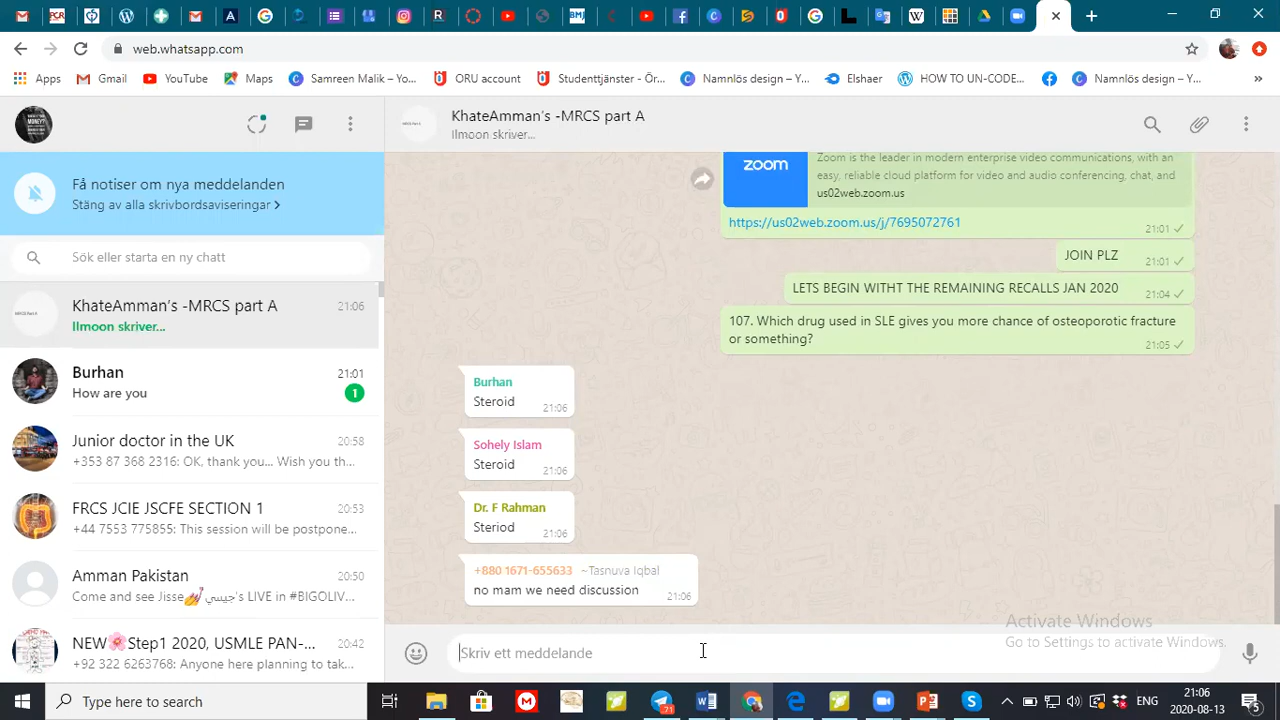 web.whatsapp.com
Apps
Gmail
YouTube
Maps
Samreen Malik – Yo...
ORU account
Studenttjänster - Ör...
Namnlös design – Y...
Elshaer
HOW TO UN-CODE...
Namnlös design – Y...
»
KhateAmman's -MRCS part A
Ilmoon skriver...
Få notiser om nya meddelanden
Stäng av alla skrivbordsaviseringar >
Sök eller starta en ny chatt
KhateAmman's -MRCS part A 21:06
Ilmoon skriver...
Burhan 21:01
How are you 1
Junior doctor in the UK 20:58
+353 87 368 2316: OK, thank you... Wish you th...
FRCS JCIE JSCFE SECTION 1 20:53
+44 7553 775855: This session will be postpone...
Amman Pakistan 20:50
Come and see Jisse💅جيسي's LIVE in #BIGOLIV...
NEW🌸Step1 2020, USMLE PAN-... 20:42
+92 322 6263768: Anyone here planning to tak...
zoom
Zoom is the leader in modern enterprise video communications, with an
easy, reliable cloud platform for video and audio conferencing, chat, and
us02web.zoom.us
https://us02web.zoom.us/j/7695072761
21:01
JOIN PLZ 21:01
LETS BEGIN WITHT THE REMAINING RECALLS JAN 2020 21:04
107. Which drug used in SLE gives you more chance of osteoporotic fracture
or something? 21:05
Burhan
Steroid 21:06
Sohely Islam
Steroid 21:06
Dr. F Rahman
Steriod 21:06
+880 1671-655633 ~Tasnuva Iqbal
no mam we need discussion 21:06
Skriv ett meddelande
Activate Windows
Go to Settings to activate Windows.
Type here to search
21
ENG
21:06
2020-08-13
5